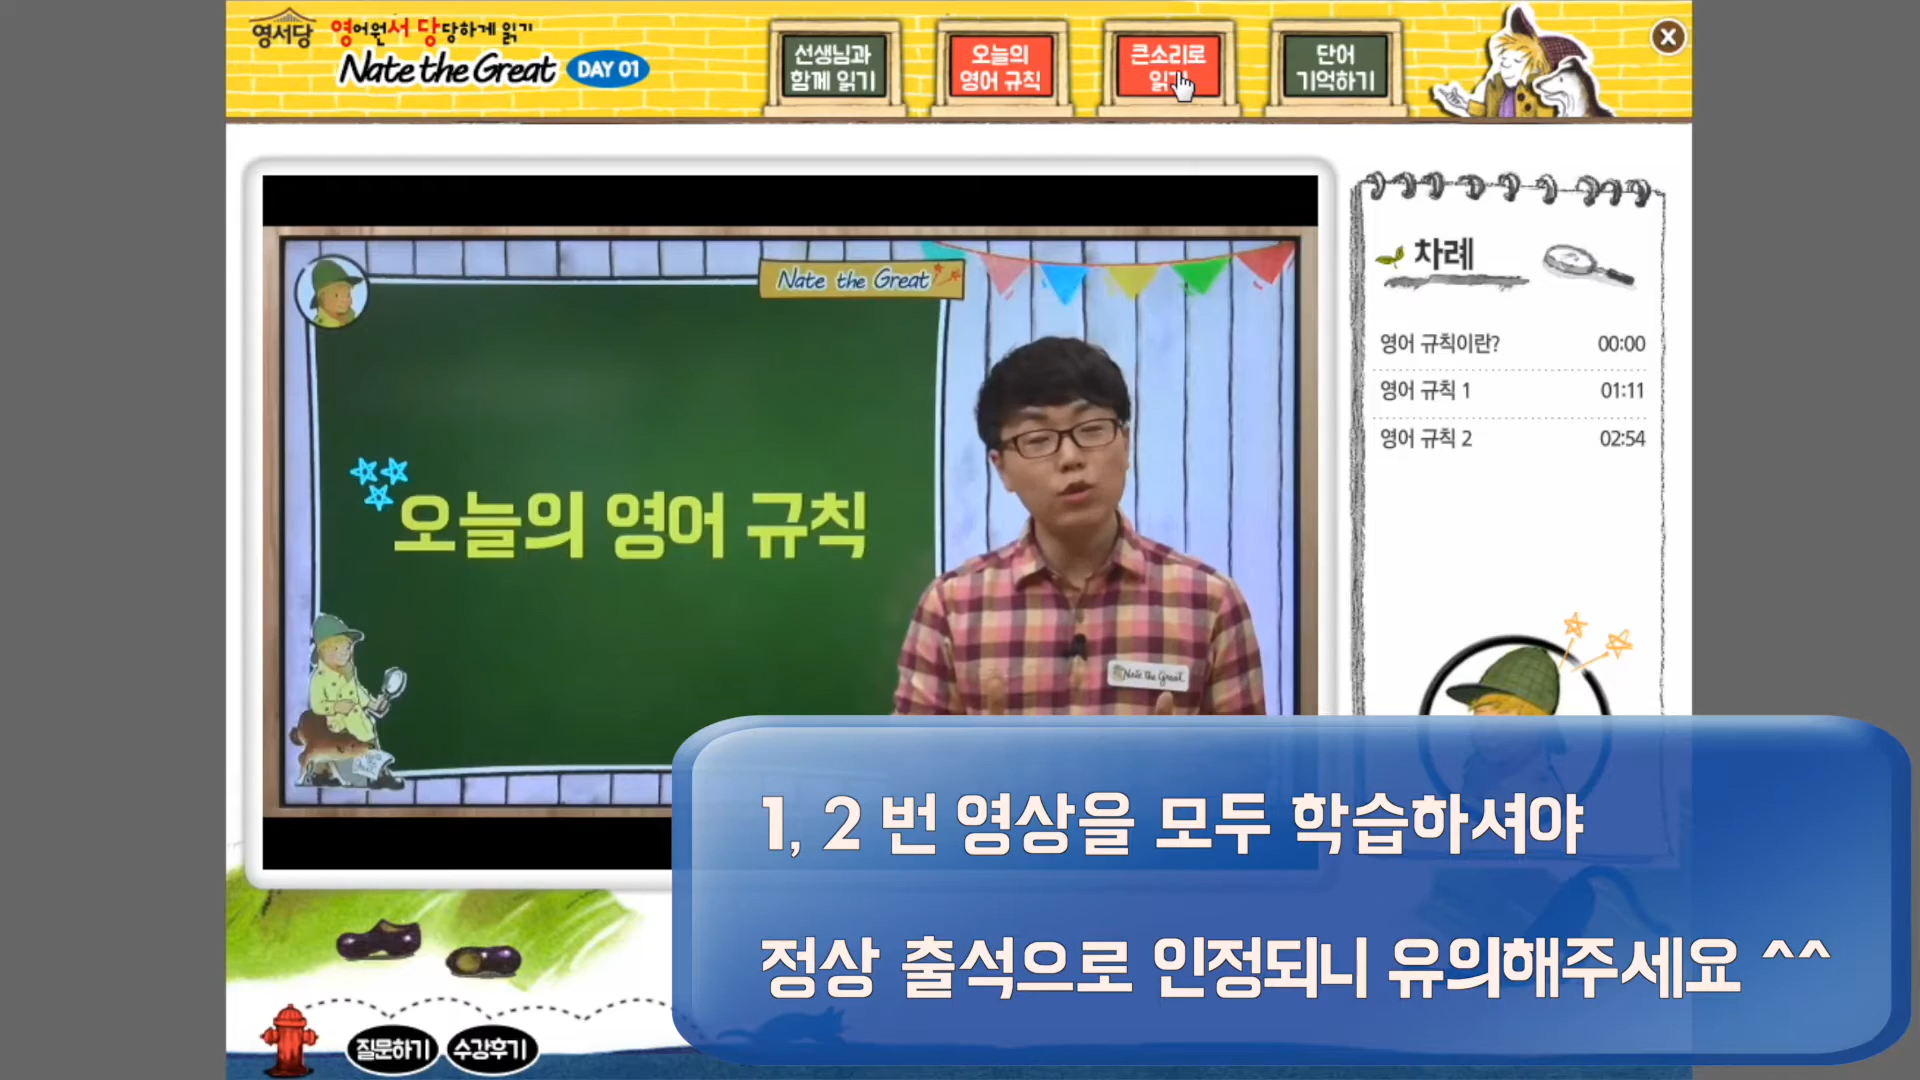 영서당
영어원서 당당하게 읽기
Nate the Great DAY 01
선생님과
함께 읽기
오늘의
영어 규칙
큰소리로
읽기
단어
기억하기
Nate the Great
오늘의 영어 규칙
Nate the Great
차례
영어 규칙이란? 00:00
영어 규칙 1 01:11
영어 규칙 2 02:54
1, 2 번 영상을 모두 학습하셔야
정상 출석으로 인정되니 유의해주세요 ^^
질문하기
수강후기